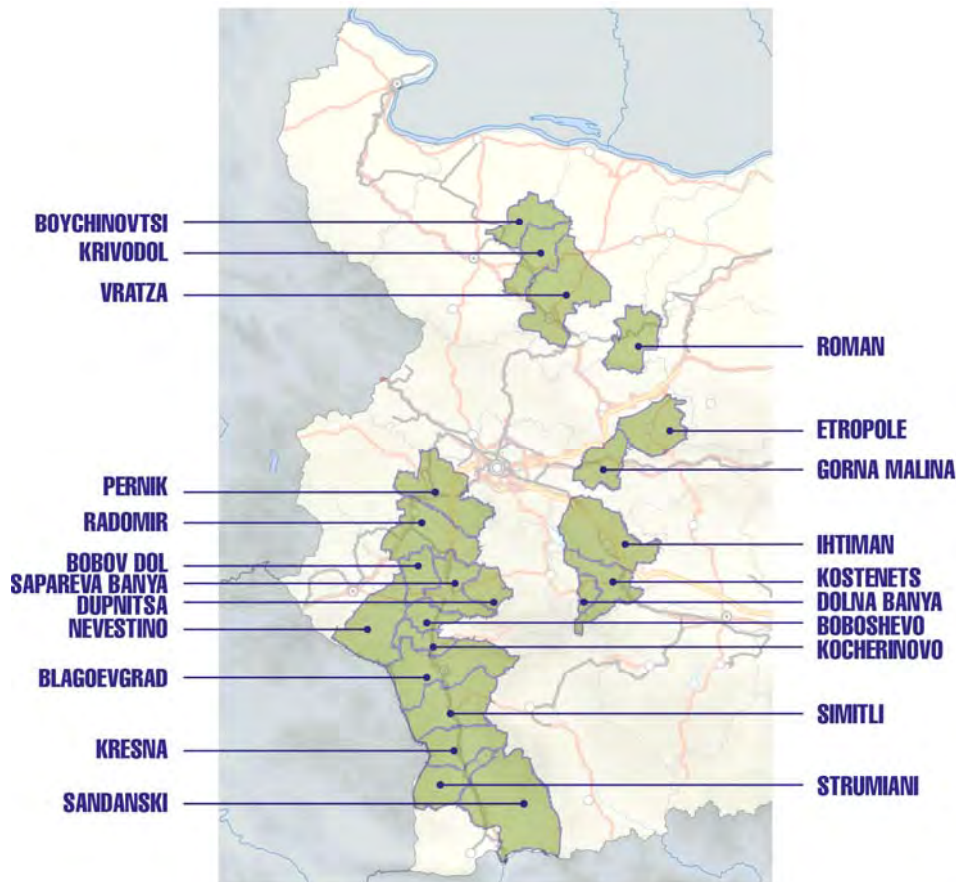 BOYCHINOVTSI
KRIVODOL
VRATZA
ROMAN
ETROPOLE
GORNA MALINA
PERNIK
RADOMIR
BOBOV DOL
SAPAREVA BANYA
DUPNITSA
NEVESTINO
BLAGOEVGRAD
KRESNA
SANDANSKI
IHTIMAN
KOSTENETS
DOLNA BANYA
BOBOSHEVO
KOCHERINOVO
SIMITLI
STRUMIANI